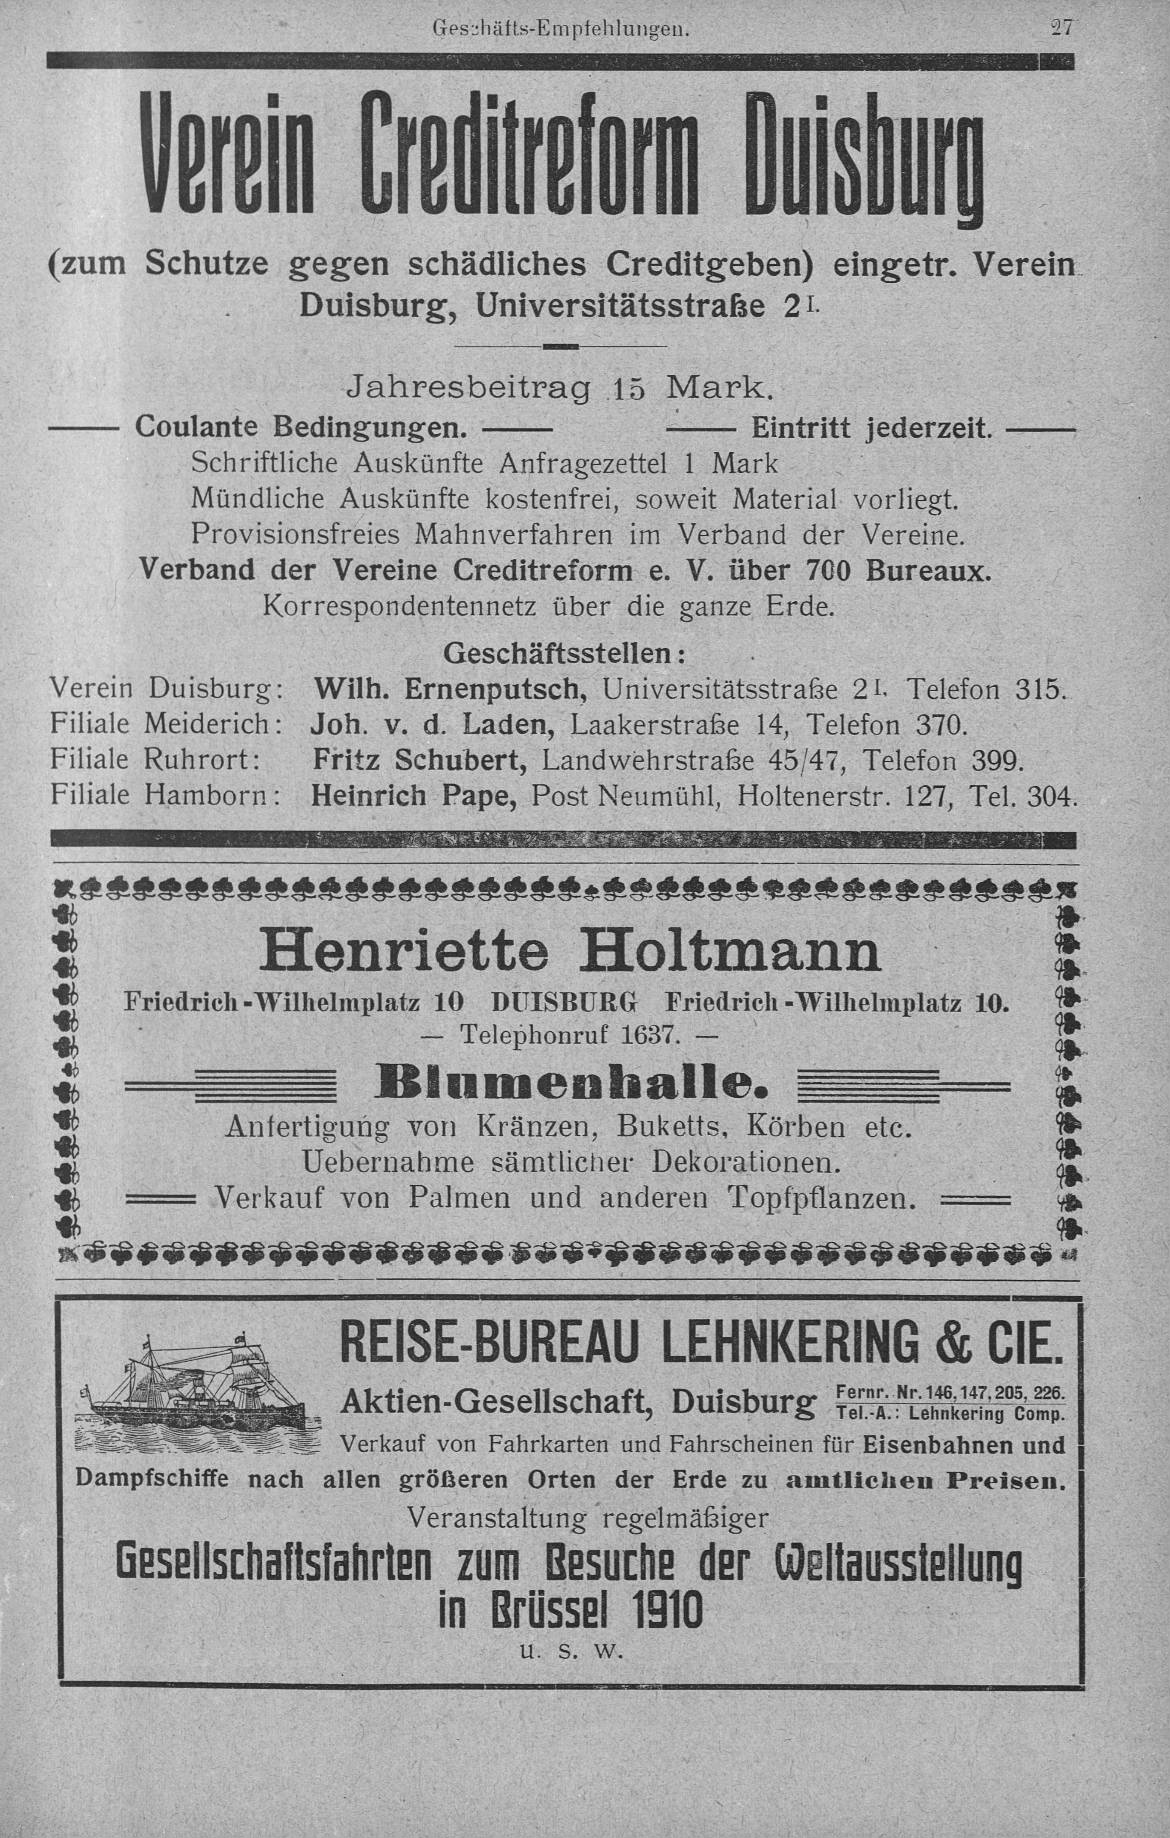 Geschäfts-Empfehlungen. 27
Verein Creditreform Duisburg
(zum Schutze gegen schädliches Creditgeben) eingetr. Verein
Duisburg, Universitätsstraße 2 I.
Jahresbeitrag 15 Mark.
Coulante Bedingungen. Eintritt jederzeit.
Schriftliche Auskünfte Anfragezettel 1 Mark
Mündliche Auskünfte kostenfrei, soweit Material vorliegt.
Provisionsfreies Mahnverfahren im Verband der Vereine.
Verband der Vereine Creditreform e. V. über 700 Bureaux.
Korrespondentennetz über die ganze Erde.
Geschäftsstellen:
Verein Duisburg: Wilh. Ernenputsch, Universitätsstraße 2 I. Telefon 315.
Filiale Meiderich: Joh. v. d. Laden, Laakerstraße 14, Telefon 370.
Filiale Ruhrort: Fritz Schubert, Landwehrstraße 45/47, Telefon 399.
Filiale Hamborn: Heinrich Pape, Post Neumühl, Holtenerstr. 127, Tel. 304.
Henriette Holtmann
Friedrich-Wilhelmplatz 10 DUISBURG Friedrich-Wilhelmplatz 10.
— Telephonruf 1637. —
Blumenhalle.
Anfertigung von Kränzen, Buketts, Körben etc.
Uebernahme sämtlicher Dekorationen.
Verkauf von Palmen und anderen Topfpflanzen.
REISE-BUREAU LEHNKERING & CIE.
Aktien-Gesellschaft, Duisburg Fernr. Nr. 146, 147, 205, 226.
Tel.-A.: Lehnkering Comp.
Verkauf von Fahrkarten und Fahrscheinen für Eisenbahnen und
Dampfschiffe nach allen größeren Orten der Erde zu amtlichen Preisen.
Veranstaltung regelmäßiger
Gesellschaftsfahrten zum Besuche der Weltausstellung
in Brüssel 1910
u. s. w.